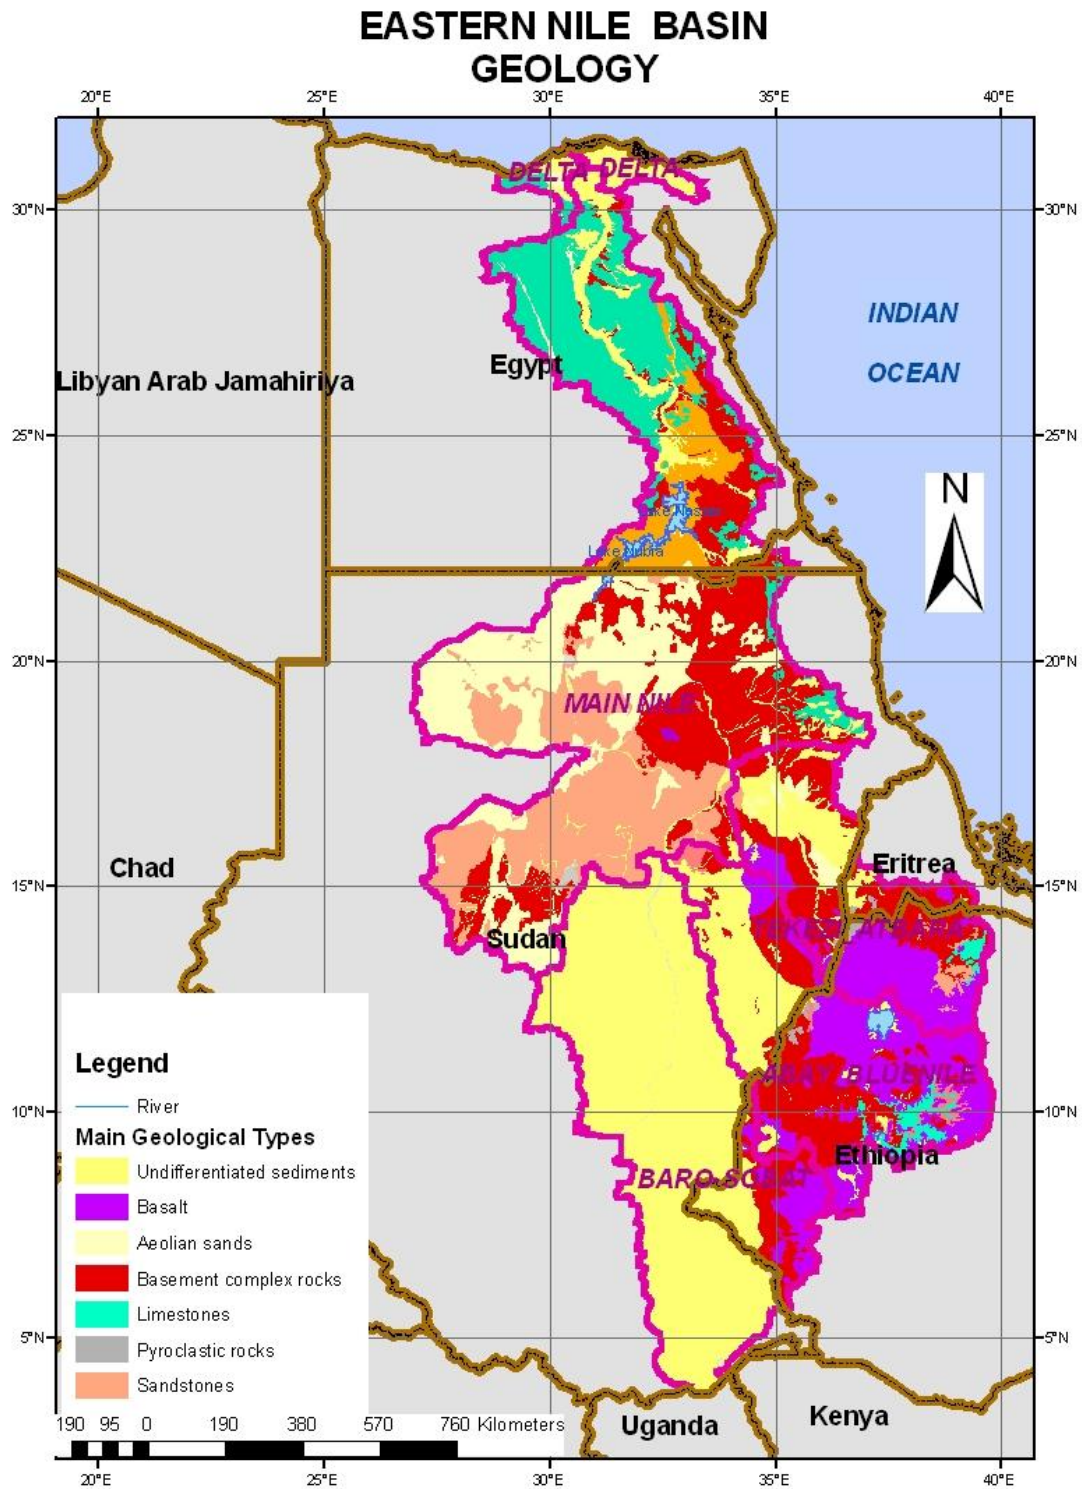 EASTERN NILE BASIN
GEOLOGY
20°E 25°E 30°E 35°E 40°E
DELTA DELTA
30°N 30°N
INDIAN
OCEAN
Egypt
Libyan Arab Jamahiriya
25°N 25°N
N
Lake Nasser
Lake Nubia
20°N 20°N
MAIN NILE
Chad
Eritrea
15°N 15°N
TEKEZE ATBARA
Sudan
ABAY BLUENILE
10°N 10°N
Ethiopia
BARO SOBAT
5°N 5°N
Legend
River
Main Geological Types
Undifferentiated sediments
Basalt
Aeolian sands
Basement complex rocks
Limestones
Pyroclastic rocks
Sandstones
190 95 0 190 380 570 760 Kilometers
Uganda
Kenya
20°E 25°E 30°E 35°E 40°E